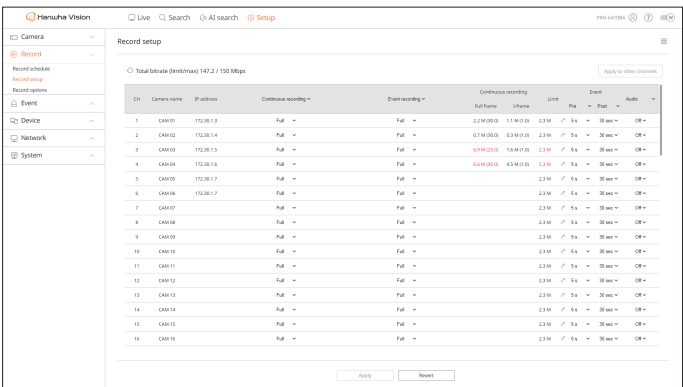 Hanwha Vision Live Search AI search Setup PRN-6410B4
Camera
Record
Record schedule
Record setup
Record options
Event
Device
Network
System
Record setup
Total bitrate (limit/max) 147.2 / 150 Mbps Apply to other channels
CH Camera name IP address Continuous recording Event recording Continuous recording Limit Event Audio
Full frame I-frame Pre Post
1 CAM 01 172.30.1.3 Full Full 2.2 M (30.0) 1.1 M (1.0) 2.3 M 5 s 30 sec Off
2 CAM 02 172.30.1.4 Full Full 0.7 M (30.0) 0.3 M (1.0) 2.3 M 5 s 30 sec Off
3 CAM 03 172.30.1.5 Full Full 6.9 M (25.0) 1.6 M (1.0) 2.3 M 5 s 30 sec Off
4 CAM 04 172.30.1.6 Full Full 6.6 M (30.0) 4.5 M (1.0) 2.3 M 5 s 30 sec Off
5 CAM 05 172.30.1.7 Full Full 2.3 M 5 s 30 sec Off
6 CAM 06 172.30.1.7 Full Full 2.3 M 5 s 30 sec Off
7 CAM 07 Full Full 2.3 M 5 s 30 sec Off
8 CAM 08 Full Full 2.3 M 5 s 30 sec Off
9 CAM 09 Full Full 2.3 M 5 s 30 sec Off
10 CAM 10 Full Full 2.3 M 5 s 30 sec Off
11 CAM 11 Full Full 2.3 M 5 s 30 sec Off
12 CAM 12 Full Full 2.3 M 5 s 30 sec Off
13 CAM 13 Full Full 2.3 M 5 s 30 sec Off
14 CAM 14 Full Full 2.3 M 5 s 30 sec Off
15 CAM 15 Full Full 2.3 M 5 s 30 sec Off
16 CAM 16 Full Full 2.3 M 5 s 30 sec Off
Apply Revert